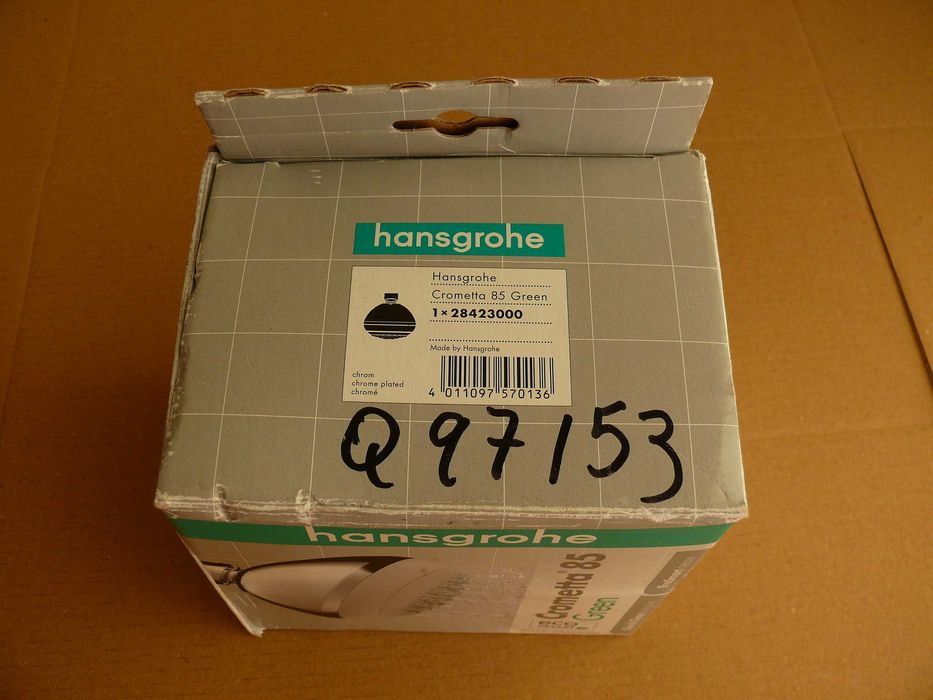 hansgrohe
Hansgrohe
Crometta 85 Green
1 × 28423000
Made by Hansgrohe
chrom
chrome plated
chromé
4 011097 570136
Q97153
hansgrohe
Crometta 85
eco
Green